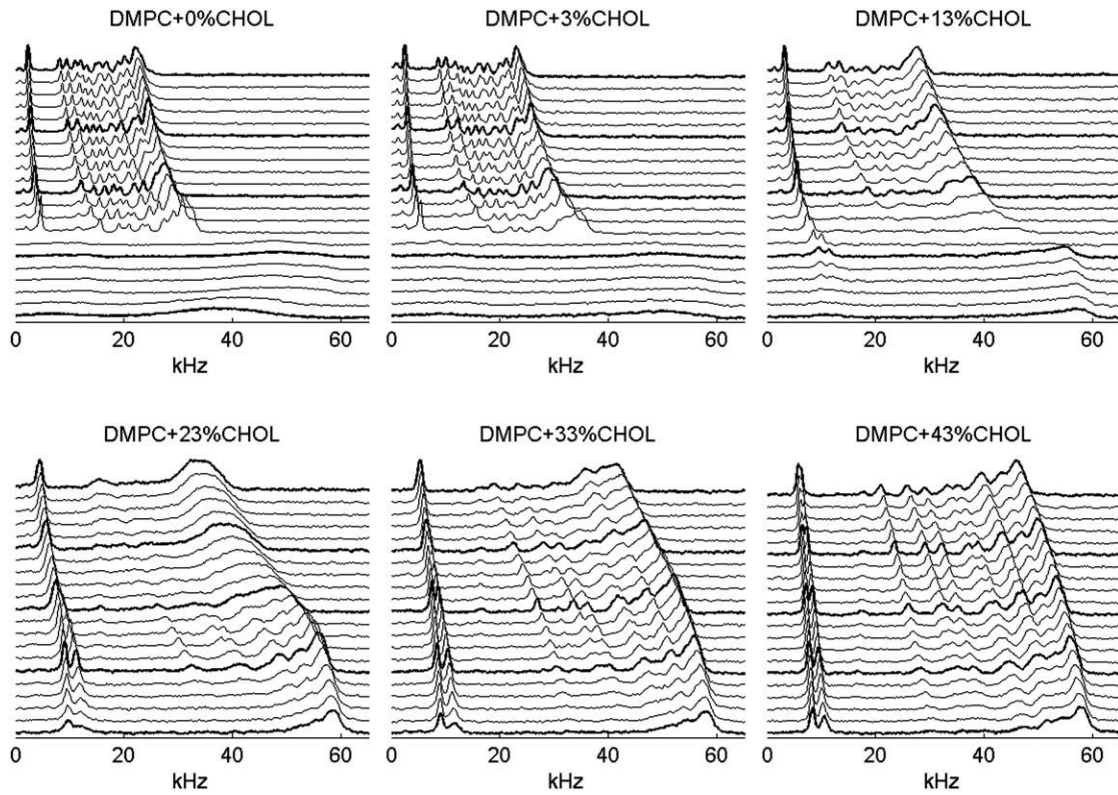 DMPC+0%CHOL DMPC+3%CHOL DMPC+13%CHOL
0 20 40 60 0 20 40 60 0 20 40 60
kHz kHz kHz
DMPC+23%CHOL DMPC+33%CHOL DMPC+43%CHOL
0 20 40 60 0 20 40 60 0 20 40 60
kHz kHz kHz